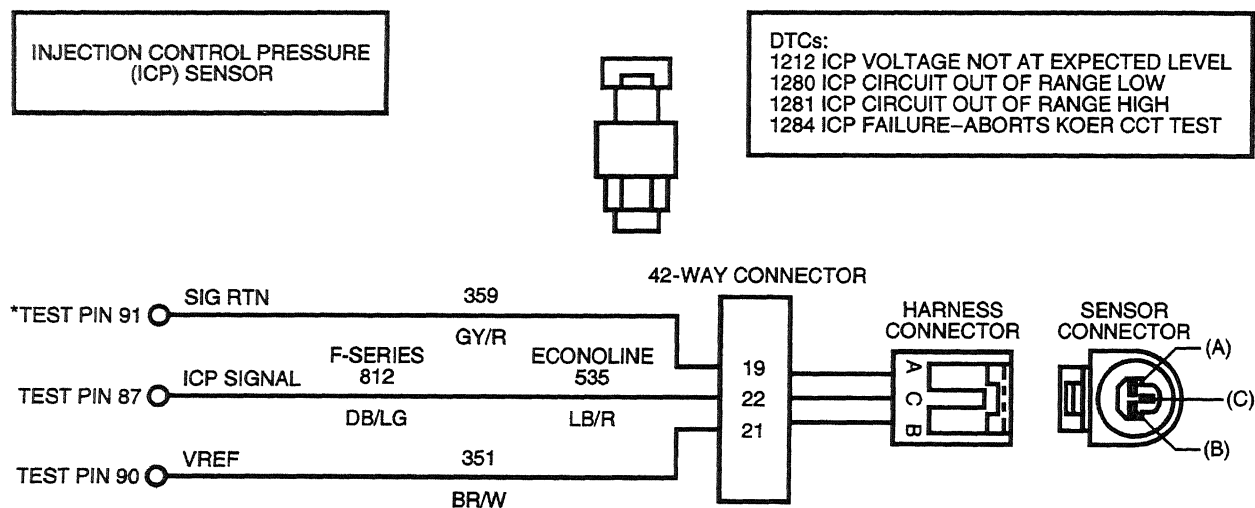 INJECTION CONTROL PRESSURE
(ICP) SENSOR
DTCs:
1212 ICP VOLTAGE NOT AT EXPECTED LEVEL
1280 ICP CIRCUIT OUT OF RANGE LOW
1281 ICP CIRCUIT OUT OF RANGE HIGH
1284 ICP FAILURE–ABORTS KOER CCT TEST
42-WAY CONNECTOR
*TEST PIN 91
SIG RTN
359
GY/R
HARNESS
CONNECTOR
SENSOR
CONNECTOR
F-SERIES
ECONOLINE
TEST PIN 87
ICP SIGNAL
812
535
DB/LG
LB/R
TEST PIN 90
VREF
351
BR/W
19
22
21
A
C
B
(A)
(C)
(B)